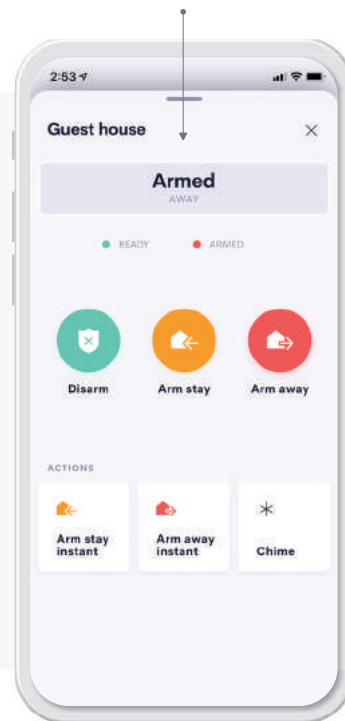 2:53
Guest house
Armed
AWAY
READY ARMED
Disarm Arm stay Arm away
ACTIONS
Arm stay instant
Arm away instant
Chime